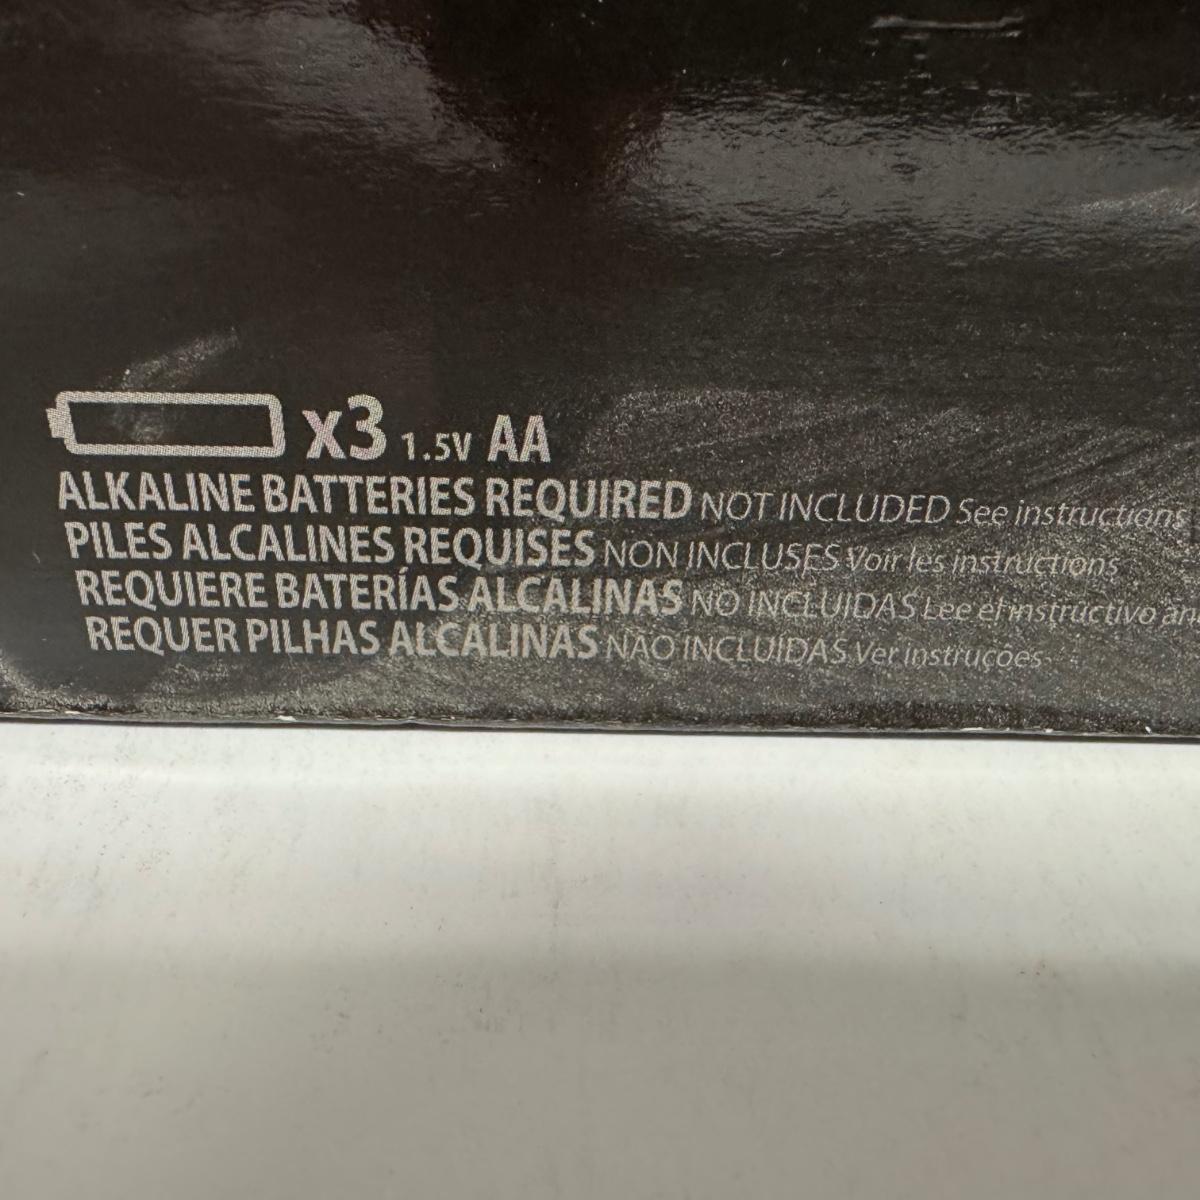 x3 1.5V AA
ALKALINE BATTERIES REQUIRED NOT INCLUDED See instructions
PILES ALCALINES REQUISES NON INCLUSES Voir les instructions
REQUIERE BATERÍAS ALCALINAS NO INCLUIDAS Lee el instructivo
REQUER PILHAS ALCALINAS NÃO INCLUÍDAS Ver instruções